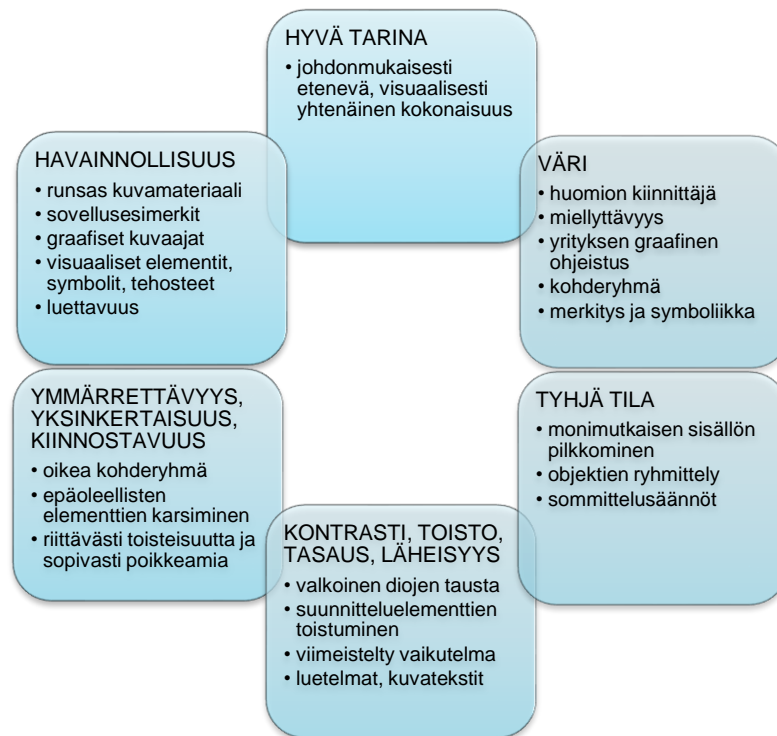 HYVÄ TARINA
• johdonmukaisesti
etenevä, visuaalisesti
yhtenäinen kokonaisuus
VÄRI
• huomion kiinnittäjä
• miellyttävyys
• yrityksen graafinen
ohjeistus
• kohderyhmä
• merkitys ja symboliikka
TYHJÄ TILA
• monimutkaisen sisällön
pilkkominen
• objektien ryhmittely
• sommittelusäännöt
KONTRASTI, TOISTO,
TASAUS, LÄHEISYYS
• valkoinen diojen tausta
• suunnitteluelementtien
toistuminen
• viimeistelty vaikutelma
• luetelmat, kuvatekstit
YMMÄRRETTÄVYYS,
YKSINKERTAISUUS,
KIINNOSTAVUUS
• oikea kohderyhmä
• epäoleellisten
elementtien karsiminen
• riittävästi toisteisuutta ja
sopivasti poikkeamia
HAVAINNOLLISUUS
• runsas kuvamateriaali
• sovellusesimerkit
• graafiset kuvaajat
• visuaaliset elementit,
symbolit, tehosteet
• luettavuus